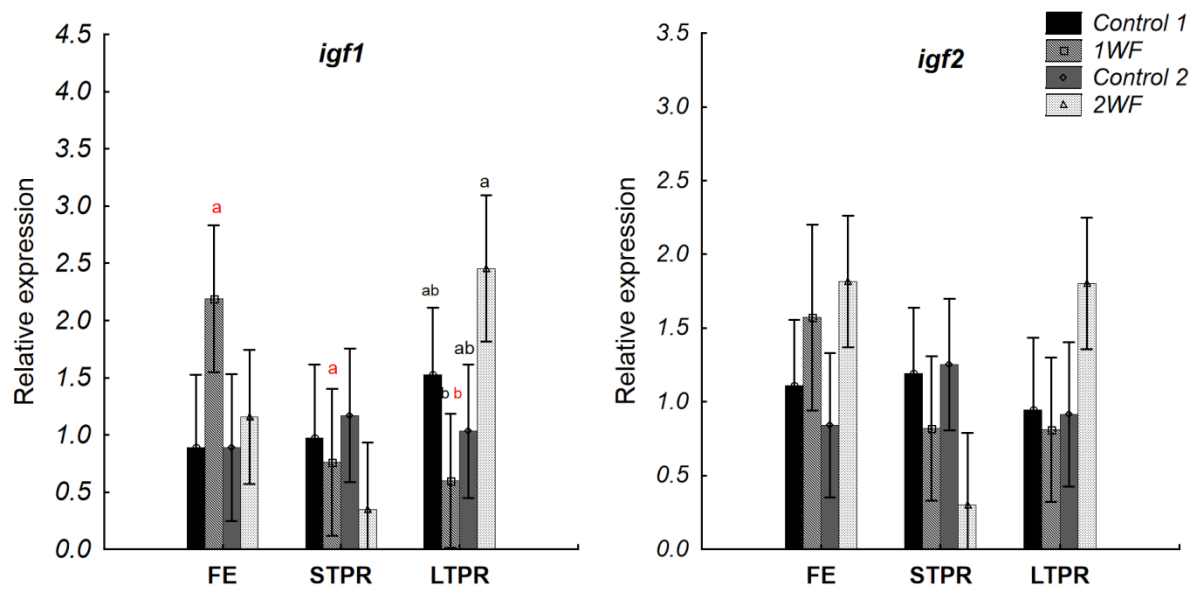 igf1
Relative expression
4.5
4.0
3.5
3.0
2.5
2.0
1.5
1.0
0.5
0.0
a
a
ab
b b
ab
a
FE STPR LTPR
igf2
Relative expression
3.5
3.0
2.5
2.0
1.5
1.0
0.5
0.0
FE STPR LTPR
Control 1
1WF
Control 2
2WF